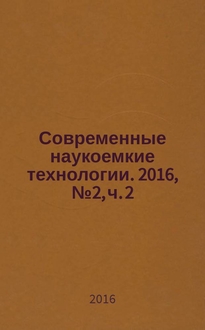 Современные
наукоемкие
технологии. 2016,
№2, ч. 2
2016